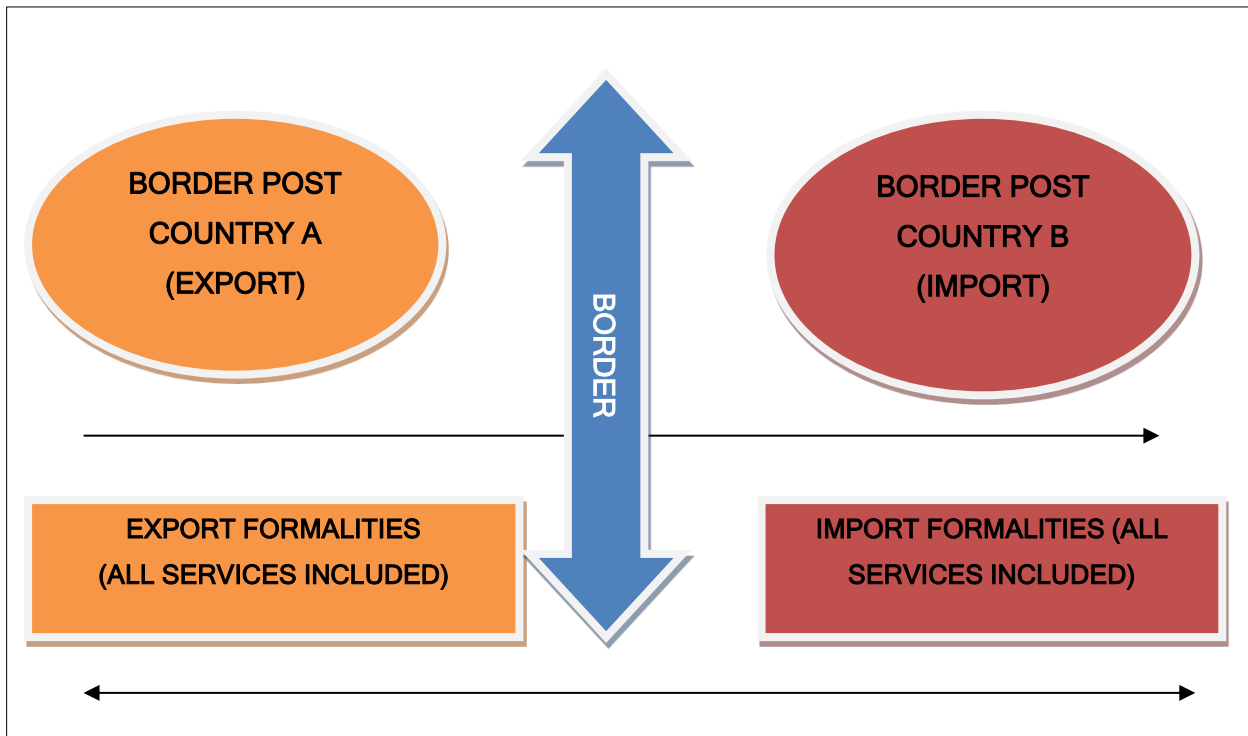 BORDER POST
COUNTRY A
(EXPORT)
BORDER
BORDER POST
COUNTRY B
(IMPORT)
EXPORT FORMALITIES
(ALL SERVICES INCLUDED)
IMPORT FORMALITIES (ALL
SERVICES INCLUDED)